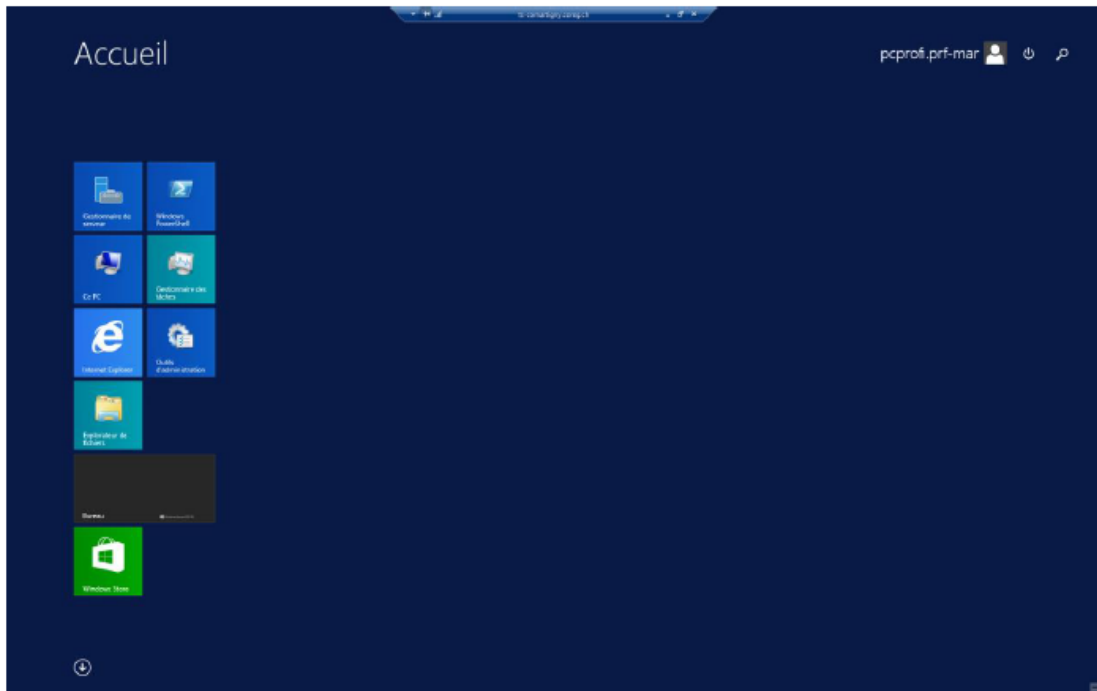 Accueil
pcprofi.prf-mar
Gestionnaire de
serveur
Windows
PowerShell
Ce PC
Gestionnaire des
tâches
Internet Explorer
Outils
d'administration
Explorateur de
fichiers
Bureau
Windows Store